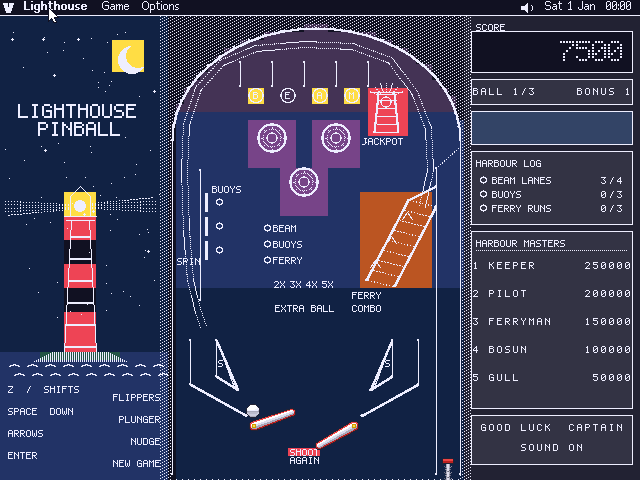 Lighthouse Game Options Sat 1 Jan 00:00
LIGHTHOUSE
PINBALL
Z / SHIFTS FLIPPERS
SPACE DOWN PLUNGER
ARROWS NUDGE
ENTER NEW GAME
E
JACKPOT
BUOYS
SPIN
BEAM
BUOYS
FERRY
2X 3X 4X 5X
EXTRA BALL
FERRY
COMBO
S S
SHOOT
AGAIN
SCORE
7500
BALL 1/3 BONUS 1
HARBOUR LOG
BEAM LANES 3/4
BUOYS 0/3
FERRY RUNS 0/3
HARBOUR MASTERS
1 KEEPER 250000
2 PILOT 200000
3 FERRYMAN 150000
4 BOSUN 100000
5 GULL 50000
GOOD LUCK CAPTAIN
SOUND ON